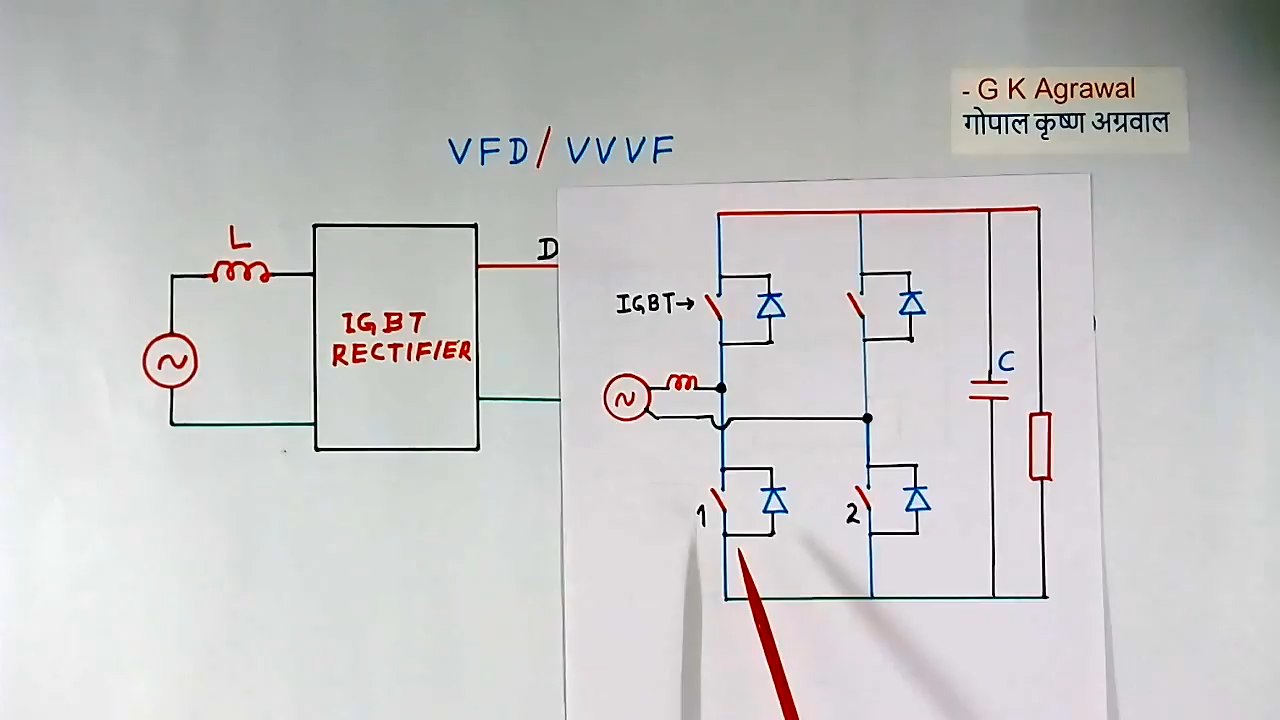 - G K Agrawal
गोपाल कृष्ण अग्रवाल
VFD/VVVF
L
D
IGBT
RECTIFIER
IGBT→
C
1
2